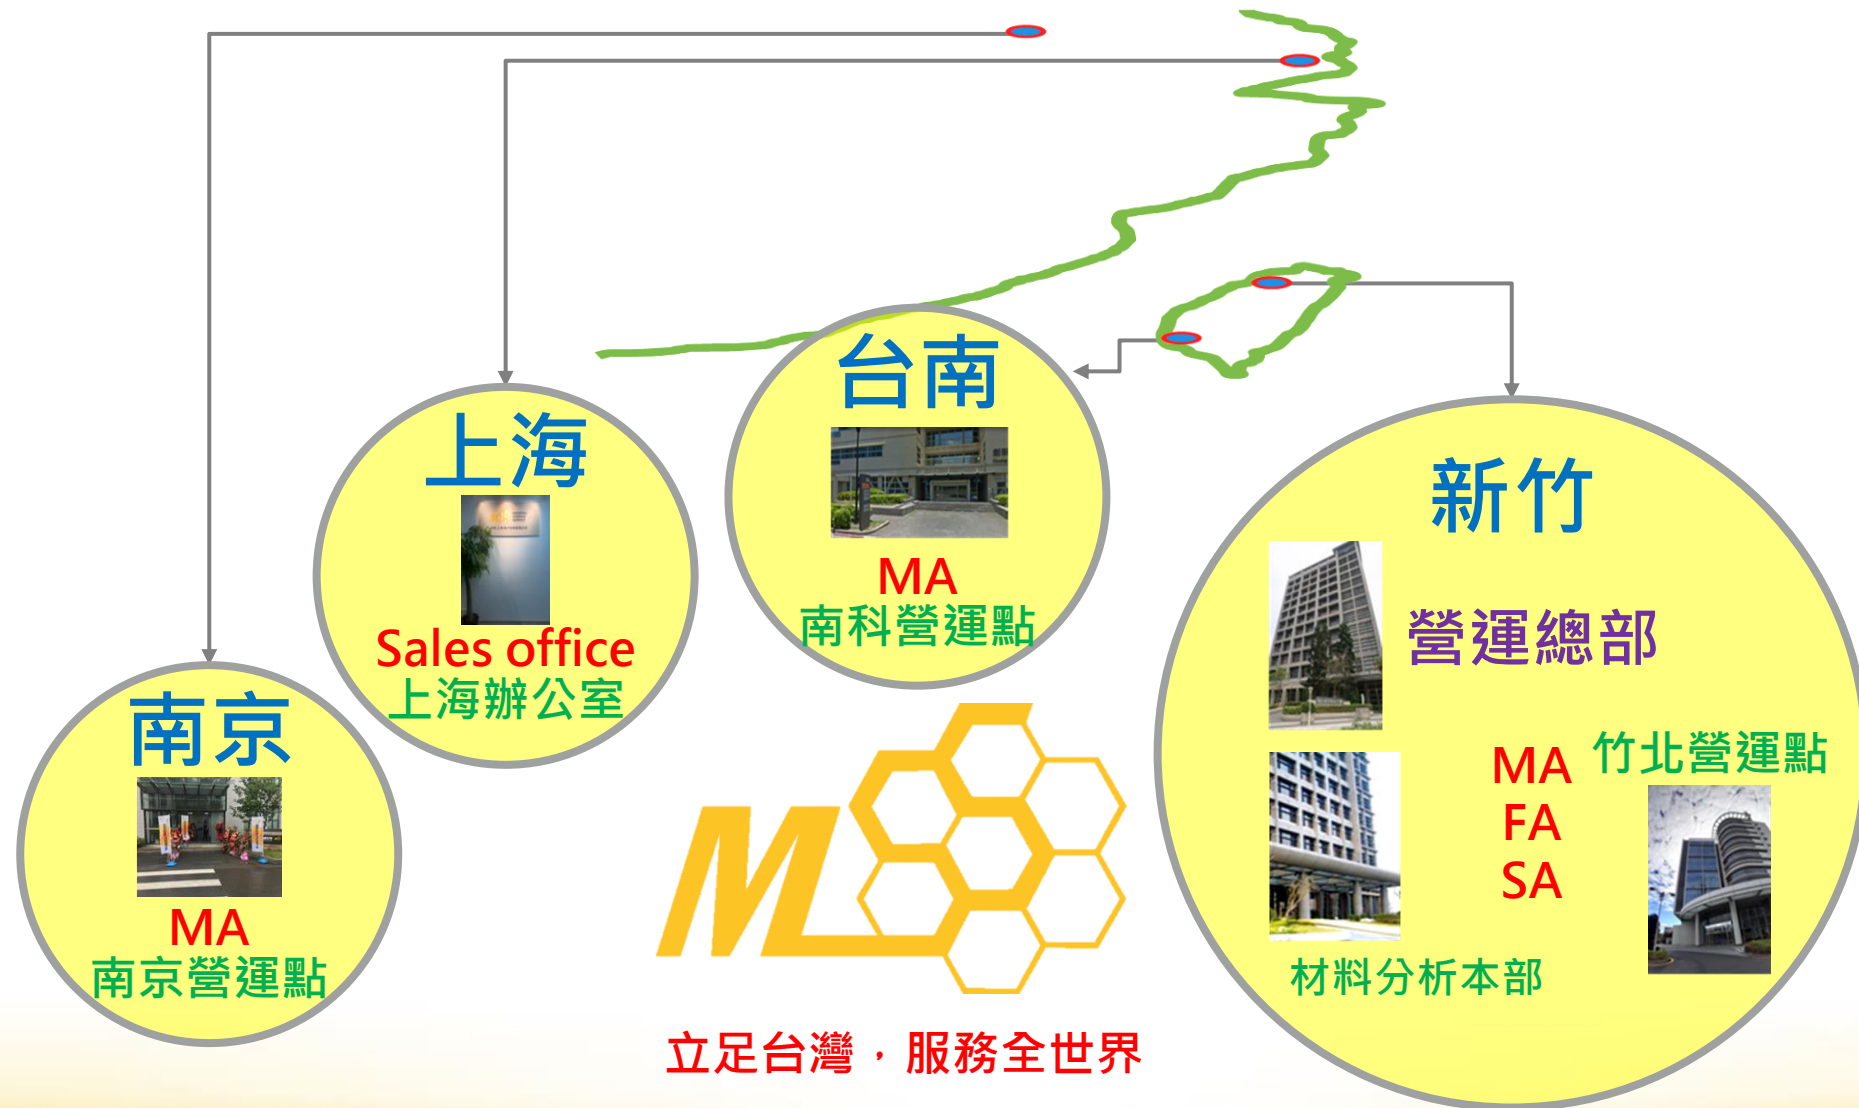 台南
MA
南科營運點
上海
Sales office
上海辦公室
新竹
營運總部
竹北營運點
MA
FA
SA
材料分析本部
南京
MA
南京營運點
立足台灣，服務全世界